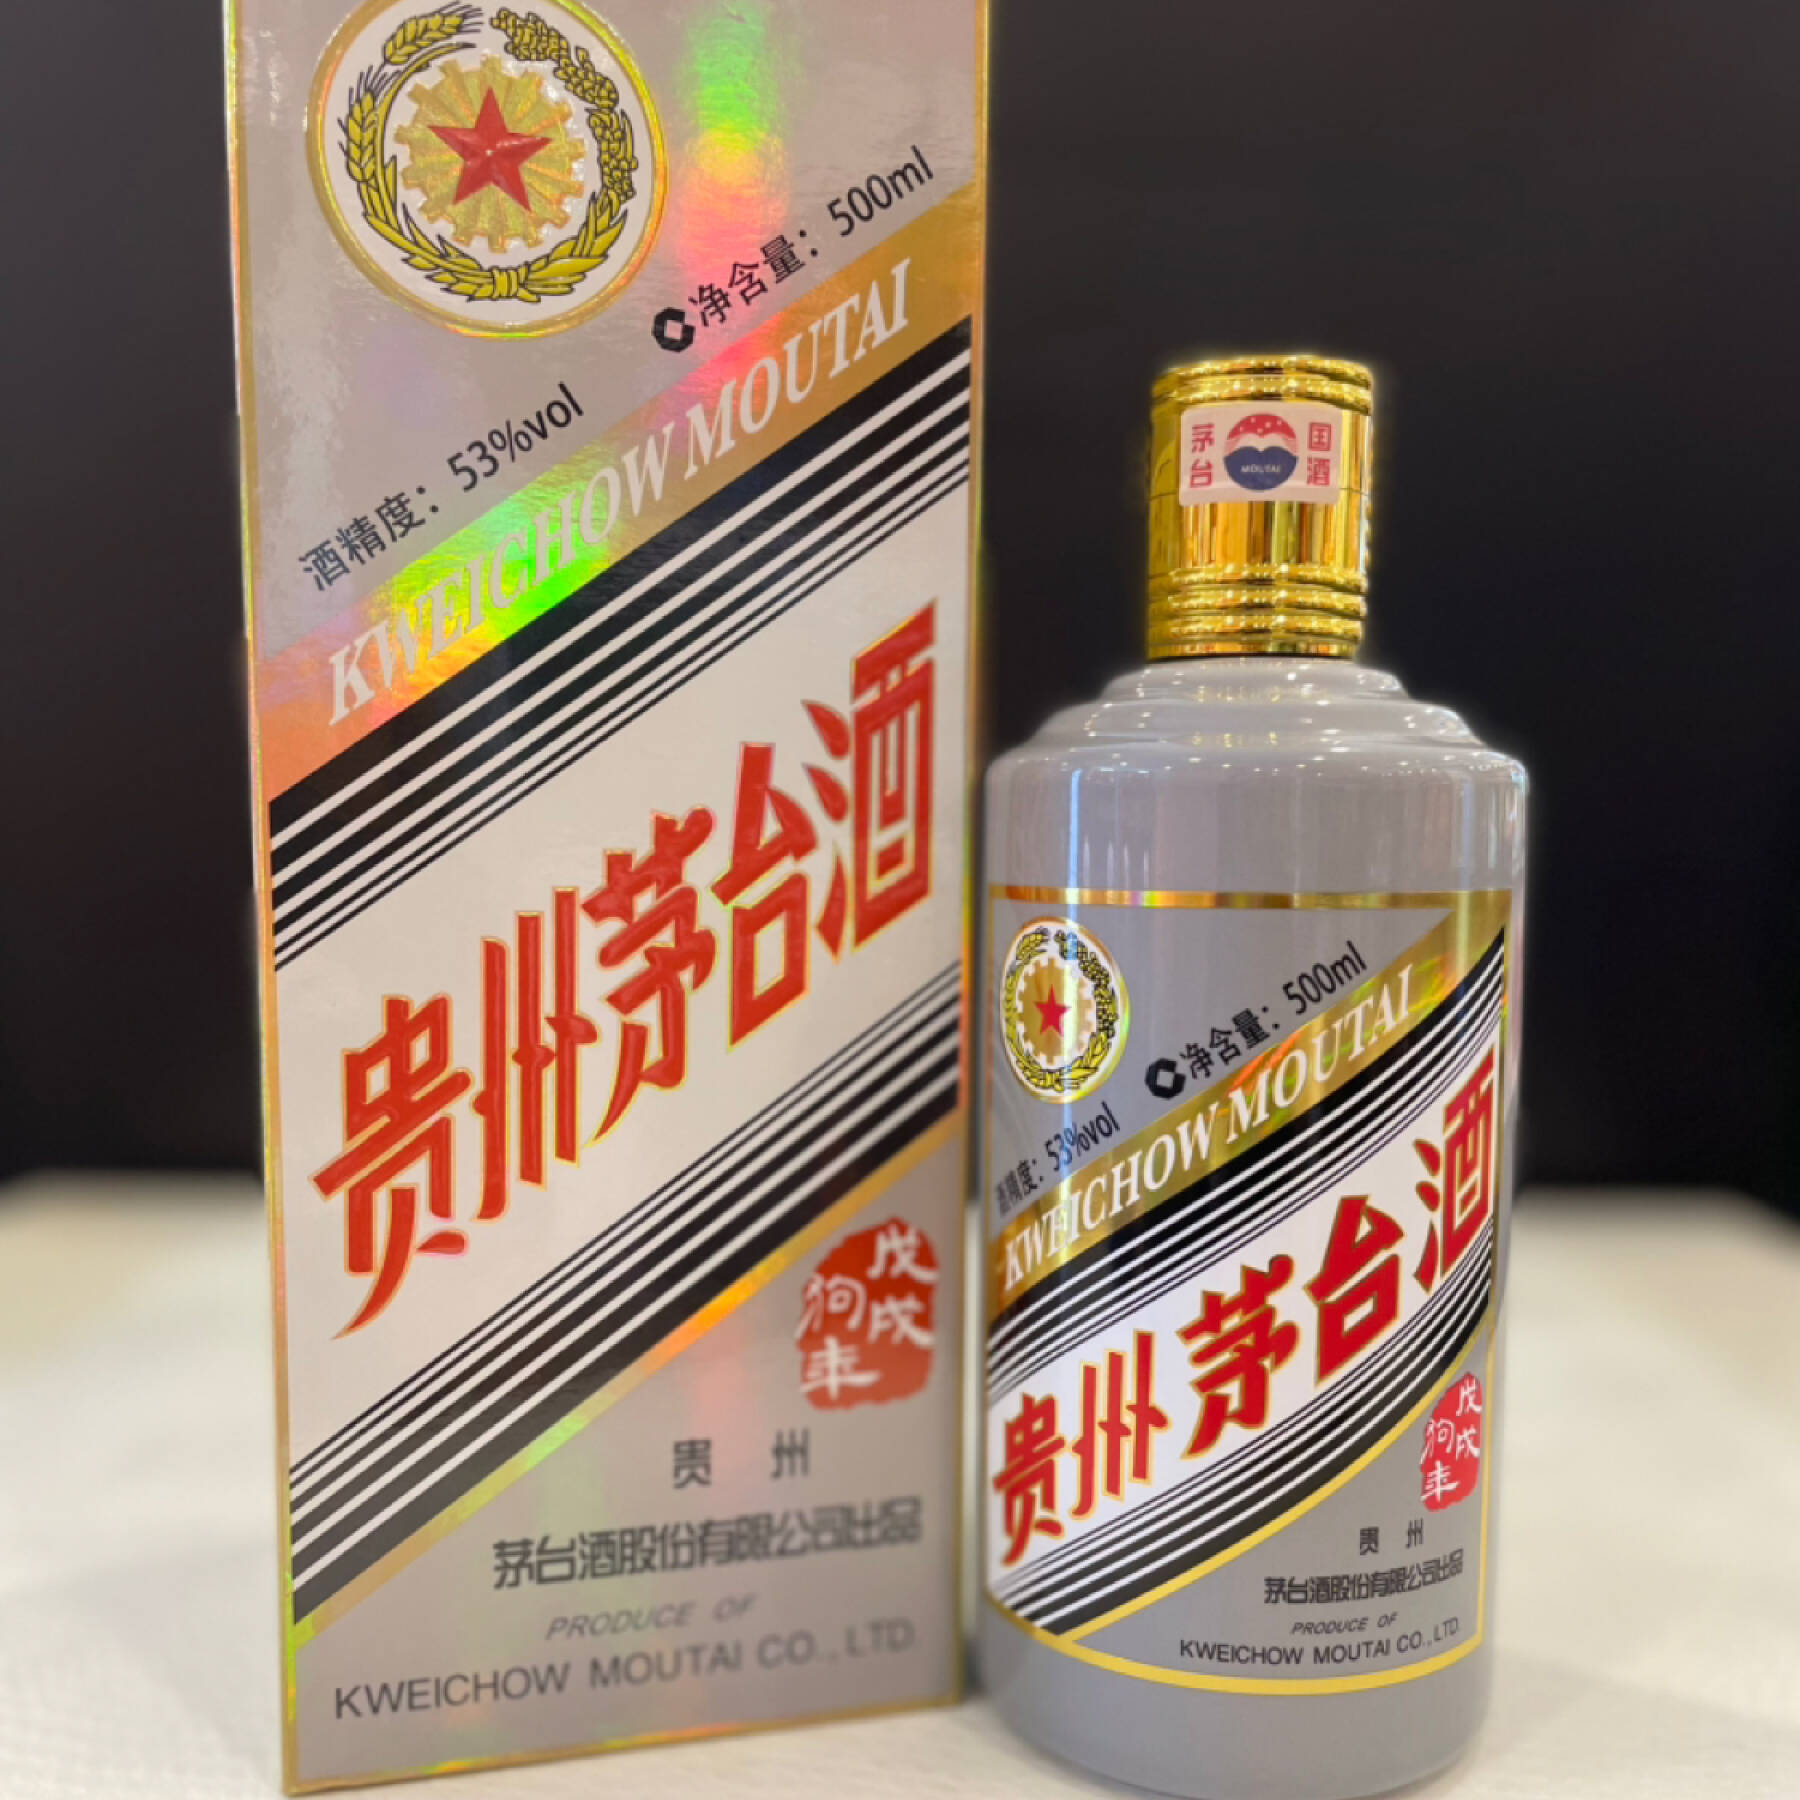 净含量：500ml
酒精度：53%vol
KWEICHOW MOUTAI
贵州茅台酒
戊戌
狗年
贵 州
茅台酒股份有限公司出品
PRODUCE OF
KWEICHOW MOUTAI CO., LTD.
国酒
茅台
MOUTAI
净含量：500ml
酒精度：53%vol
KWEICHOW MOUTAI
贵州茅台酒
戊戌
狗年
贵 州
茅台酒股份有限公司出品
PRODUCE OF
KWEICHOW MOUTAI CO., LTD.